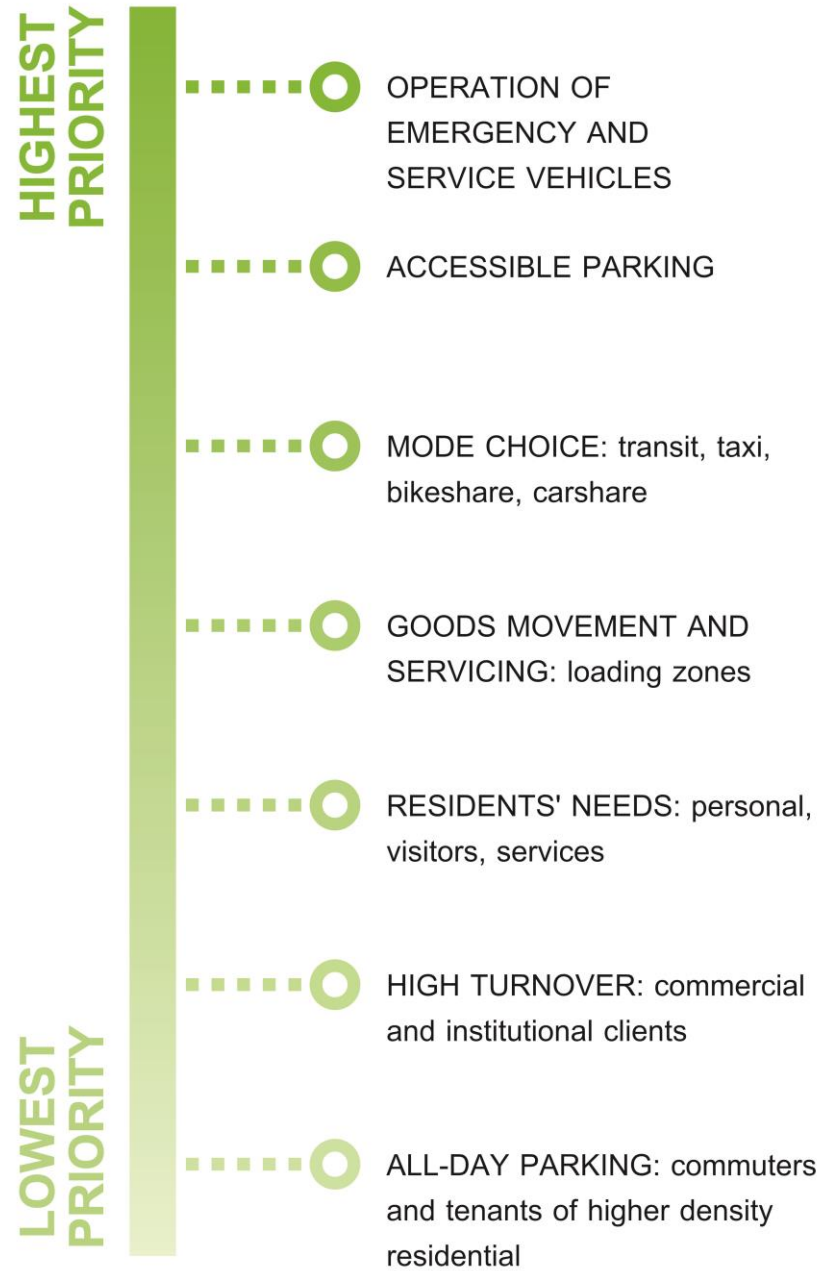 HIGHEST
PRIORITY
OPERATION OF
EMERGENCY AND
SERVICE VEHICLES
ACCESSIBLE PARKING
MODE CHOICE: transit, taxi,
bikeshare, carshare
GOODS MOVEMENT AND
SERVICING: loading zones
RESIDENTS' NEEDS: personal,
visitors, services
HIGH TURNOVER: commercial
and institutional clients
LOWEST
PRIORITY
ALL-DAY PARKING: commuters
and tenants of higher density
residential